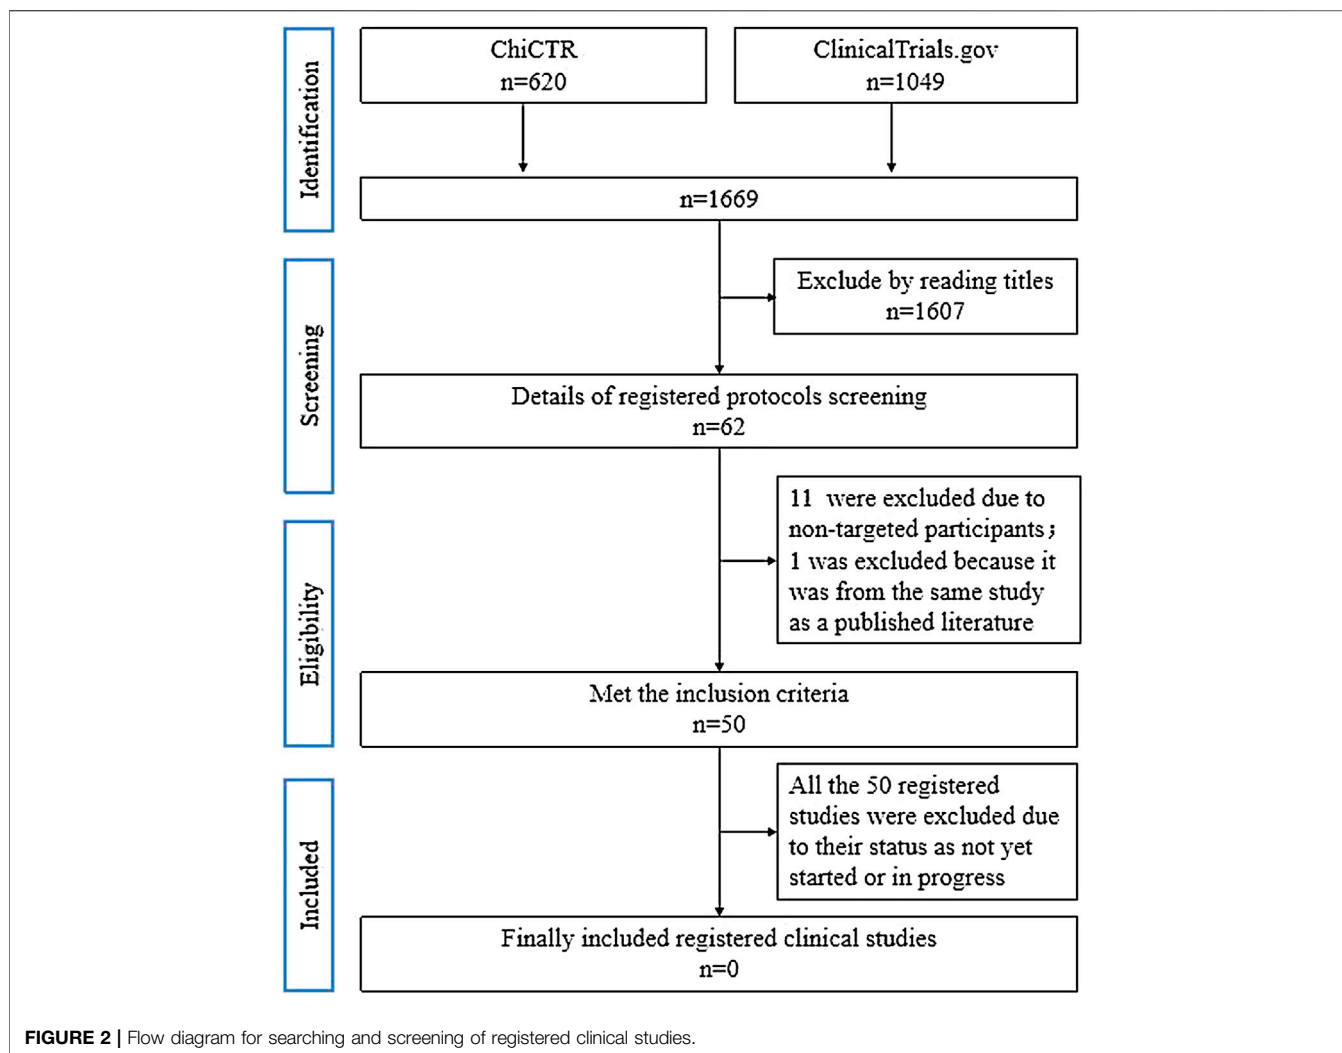 Identification
ChiCTR
n=620
ClinicalTrials.gov
n=1049
n=1669
Screening
Exclude by reading titles
n=1607
Details of registered protocols screening
n=62
Eligibility
11 were excluded due to
non-targeted participants;
1 was excluded because it
was from the same study
as a published literature
Met the inclusion criteria
n=50
Included
All the 50 registered
studies were excluded due
to their status as not yet
started or in progress
Finally included registered clinical studies
n=0
FIGURE 2 | Flow diagram for searching and screening of registered clinical studies.